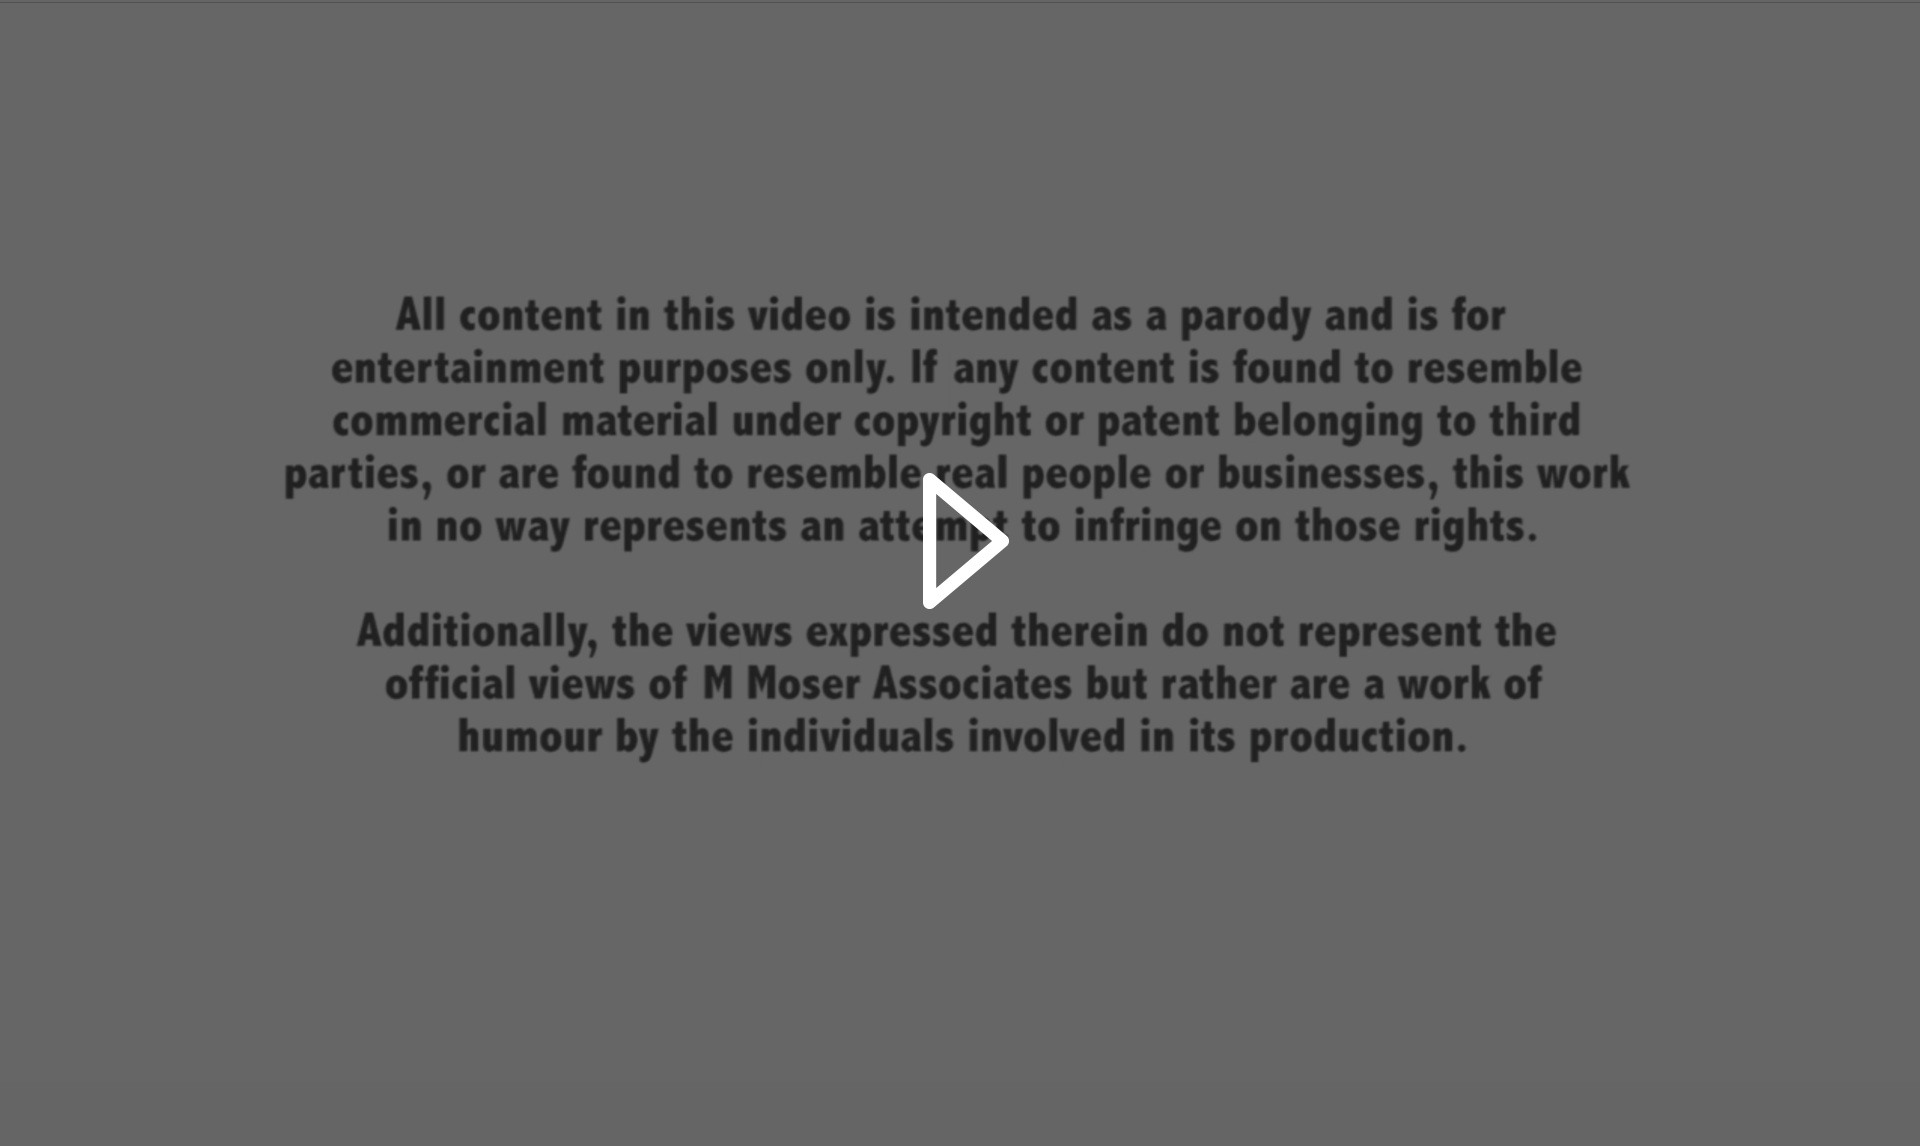 All content in this video is intended as a parody and is for
entertainment purposes only. If any content is found to resemble
commercial material under copyright or patent belonging to third
parties, or are found to resemble real people or businesses, this work
in no way represents an attempt to infringe on those rights.
Additionally, the views expressed therein do not represent the
official views of M Moser Associates but rather are a work of
humour by the individuals involved in its production.